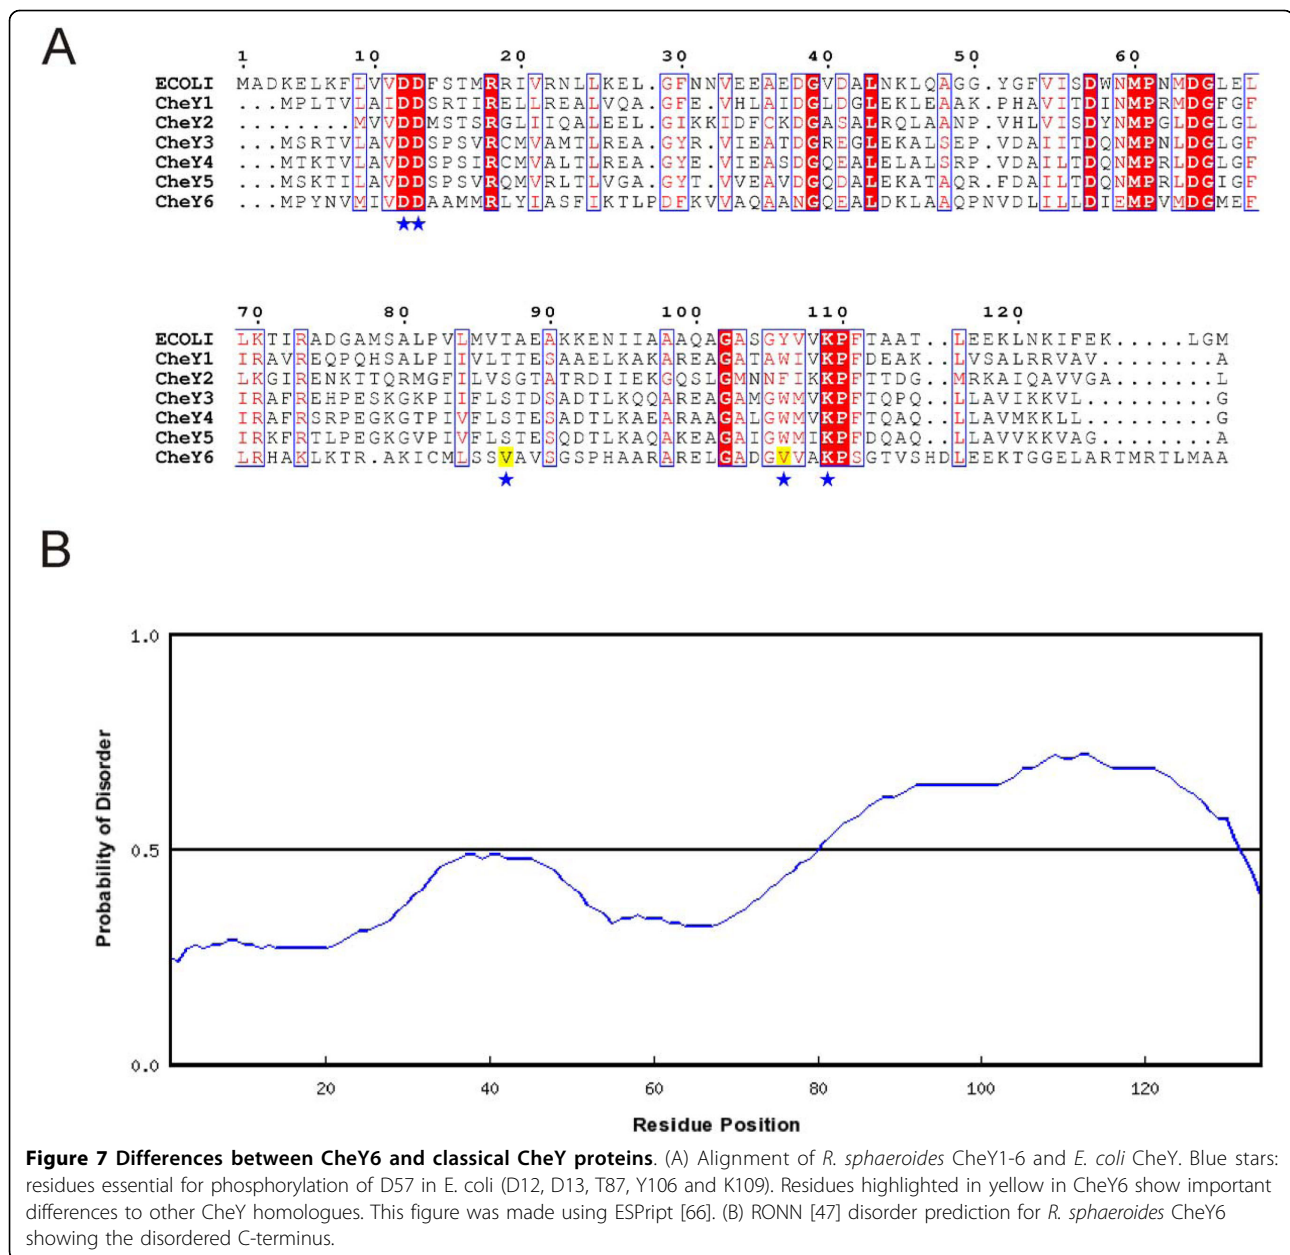 A
1 10 20 30 40 50 60
ECOLI MADKELKFLVVDDFSTMRRIVRNLLKELGFNNVEEAEDGVDALNKLQAGG.YGFVISDWNMPNMDGLEL
CheY1 ...MPLTVLAIDDSRTIRELLREALVQA.GFE.VHLAIDGLDGLEKLEAAK.PHAVITDINMPRMDGFGF
CheY2 ........MVVDDMSTSRGLIIQALEEL.GIKKIDFCKDGASALRQLAANP.VHLVISDYNMPGLDGLGL
CheY3 ...MSRTVLAVDDSPSVRCMVAMTLREA.GYR.VIEATDGREGLEKALSEP.VDAIITDQNMPNLDGLGF
CheY4 ...MTKTVLAVDDSPSIRCMVALTLREA.GYE.VIEASDGQEALELALSRP.VDAILTDQNMPRLDGLGF
CheY5 ...MSKTILAVDDSPSVRQMVRLTLVGA.GYT.VVEAVDGQDALEKATAQR.FDAILTDQNMPRLDGIGF
CheY6 ...MPYNVMIVDDAAMMRLYIASFIKTLPDFKVVAQAANGQEALDKLAAQPNVDLILLDIEMPVMDGMEF
70 80 90 100 110 120
ECOLI LKTIRADGAMSALPVLMVTAEAKKENIIAAAQAGASGYVVKPFTAAT..LEEKLNKIFEK......LGM
CheY1 IRAVREQPQHSALPIIVLTTESAAELKAKAREAGATAWIVKPFDEAK..LVSALRRVAV........A
CheY2 LKGIRENKTTQRMGFILVSGTATRDIIEKGQSLGMNNFIKKPFTTDG..MRKAIQAVVGA.......L
CheY3 IRAFREHPESKGKPIIFLSTDSADTLKQQAREAGAMGWMVKPFTQPQ..LLAVIKKVL.........G
CheY4 IRAFRSRPEGKGTPIVFLSTESADTLKAEARAAGALGWMVKPFTQAQ..LLAVMKKLL.........G
CheY5 IRKFRTLPEGKGVPIVFLSTESQDTLKAQAKEAGAIGWMIKPFDQAQ..LLAVVKKVAG........A
CheY6 LRHAKLKTR.AKICMLSSVAVSGSPHAARARELGADGVVAKPSGTVSHDLEEKTGGELARTMRTLMAA
B
1.0
0.5
0.0
Probability of Disorder
20 40 60 80 100 120
Residue Position
Figure 7 Differences between CheY6 and classical CheY proteins. (A) Alignment of R. sphaeroides CheY1-6 and E. coli CheY. Blue stars:
residues essential for phosphorylation of D57 in E. coli (D12, D13, T87, Y106 and K109). Residues highlighted in yellow in CheY6 show important
differences to other CheY homologues. This figure was made using ESPript [66]. (B) RONN [47] disorder prediction for R. sphaeroides CheY6
showing the disordered C-terminus.